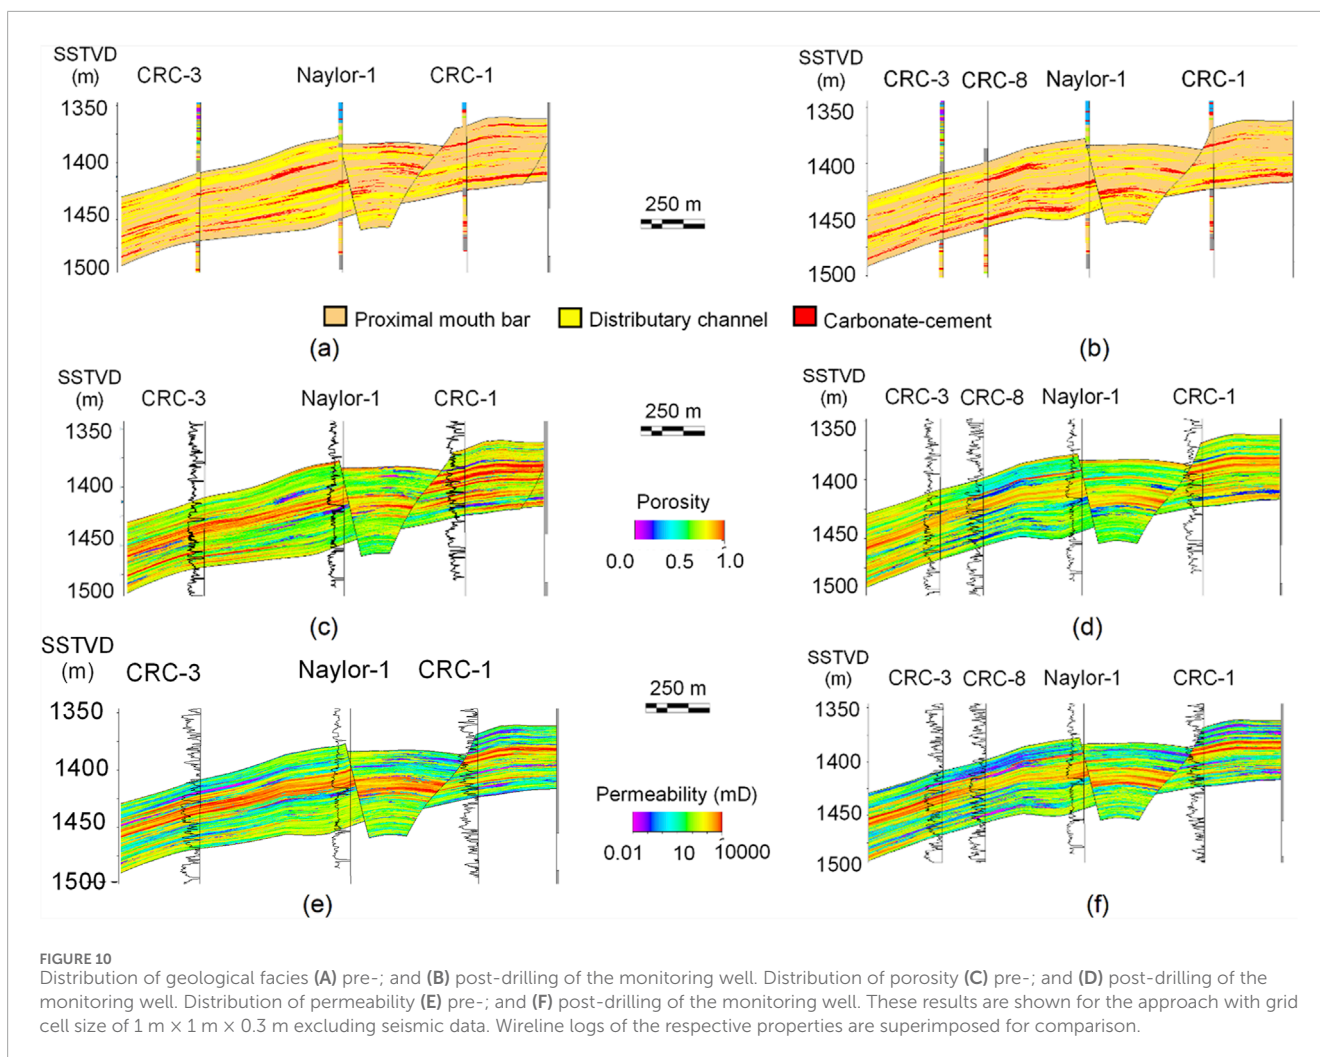 SSTVD
(m)
CRC-3
Naylor-1
CRC-1
1350
1400
1450
1500
250 m
SSTVD
(m)
CRC-3
CRC-8
Naylor-1
CRC-1
1350
1400
1450
1500
Proximal mouth bar
Distributary channel
Carbonate-cement
(a)
(b)
SSTVD
(m)
CRC-3
Naylor-1
CRC-1
1350
1400
1450
1500
250 m
Porosity
0.0
0.5
1.0
SSTVD
(m)
CRC-3
CRC-8
Naylor-1
CRC-1
1350
1400
1450
1500
(c)
(d)
SSTVD
(m)
CRC-3
Naylor-1
CRC-1
1350
1400
1450
1500
250 m
Permeability (mD)
0.01
10
10000
SSTVD
(m)
CRC-3
CRC-8
Naylor-1
CRC-1
1350
1400
1450
1500
(e)
(f)
FIGURE 10
Distribution of geological facies (A) pre-; and (B) post-drilling of the monitoring well. Distribution of porosity (C) pre-; and (D) post-drilling of the
monitoring well. Distribution of permeability (E) pre-; and (F) post-drilling of the monitoring well. These results are shown for the approach with grid
cell size of 1 m × 1 m × 0.3 m excluding seismic data. Wireline logs of the respective properties are superimposed for comparison.